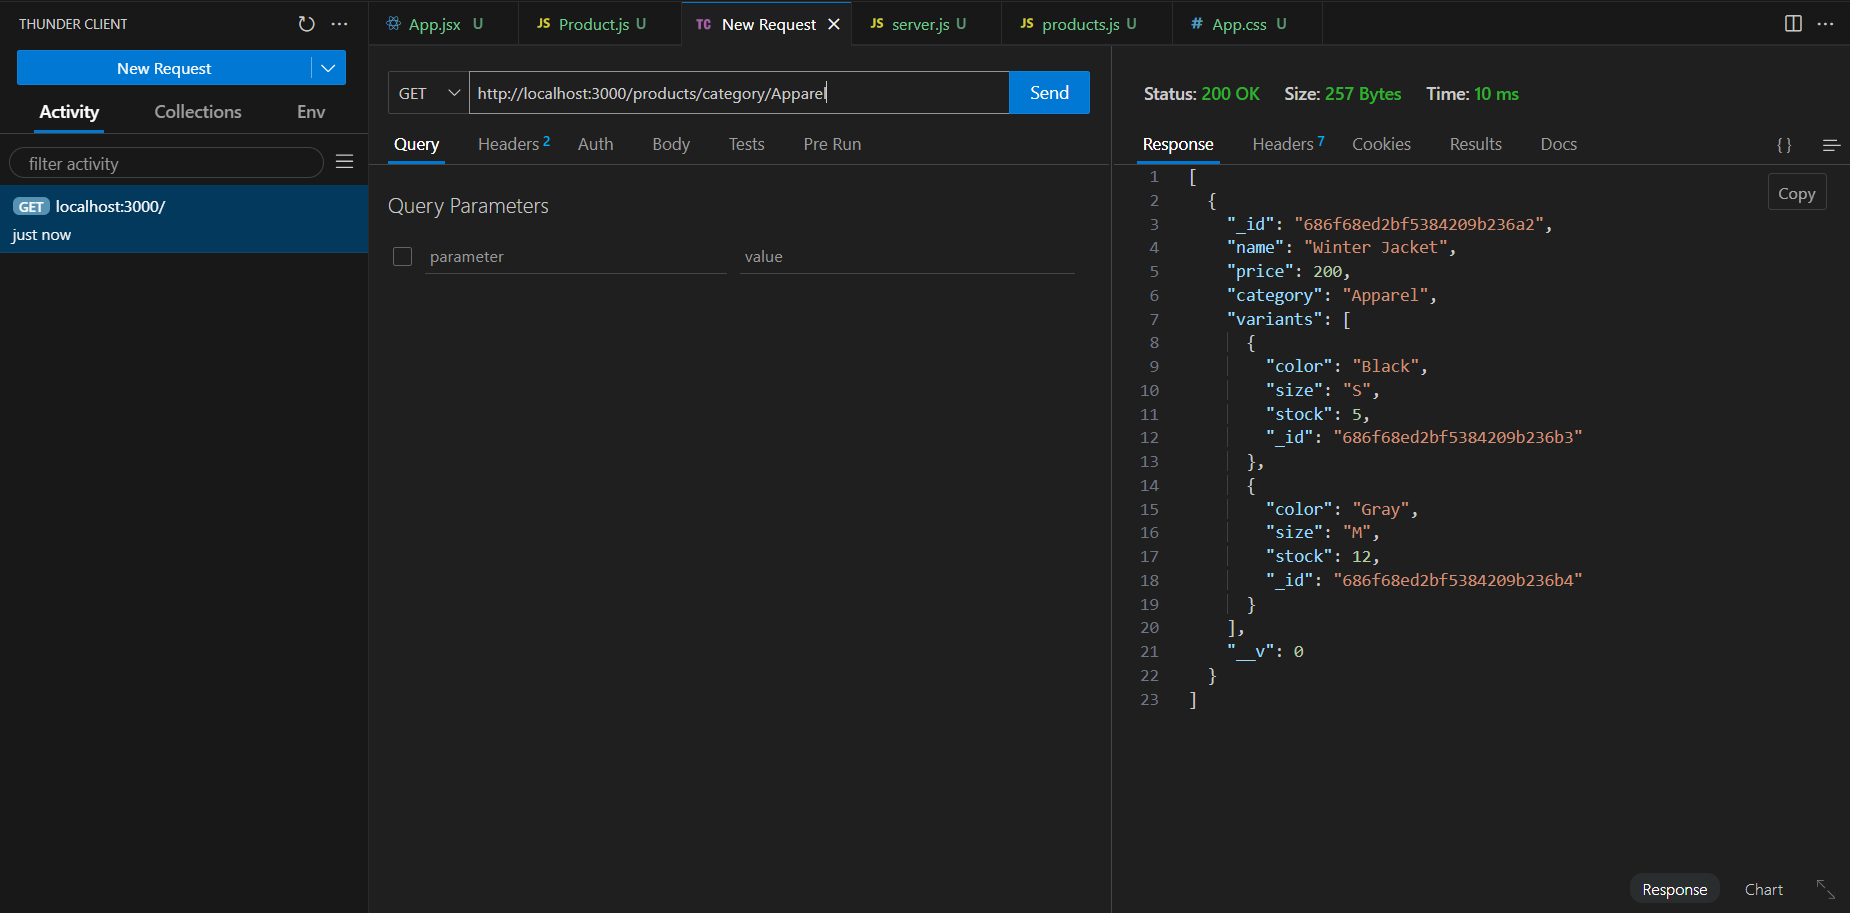 THUNDER CLIENT
New Request
Activity Collections Env
filter activity
GET localhost:3000/
just now
App.jsx U
JS Product.js U
TC New Request
JS server.js U
JS products.js U
# App.css U
GET http://localhost:3000/products/category/Apparel Send
Query Headers 2 Auth Body Tests Pre Run
Query Parameters
parameter value
Status: 200 OK Size: 257 Bytes Time: 10 ms
Response Headers 7 Cookies Results Docs { }
Copy
1 [
2 {
3 "_id": "686f68ed2bf5384209b236a2",
4 "name": "Winter Jacket",
5 "price": 200,
6 "category": "Apparel",
7 "variants": [
8 {
9 "color": "Black",
10 "size": "S",
11 "stock": 5,
12 "_id": "686f68ed2bf5384209b236b3"
13 },
14 {
15 "color": "Gray",
16 "size": "M",
17 "stock": 12,
18 "_id": "686f68ed2bf5384209b236b4"
19 }
20 ],
21 "__v": 0
22 }
23 ]
Response Chart